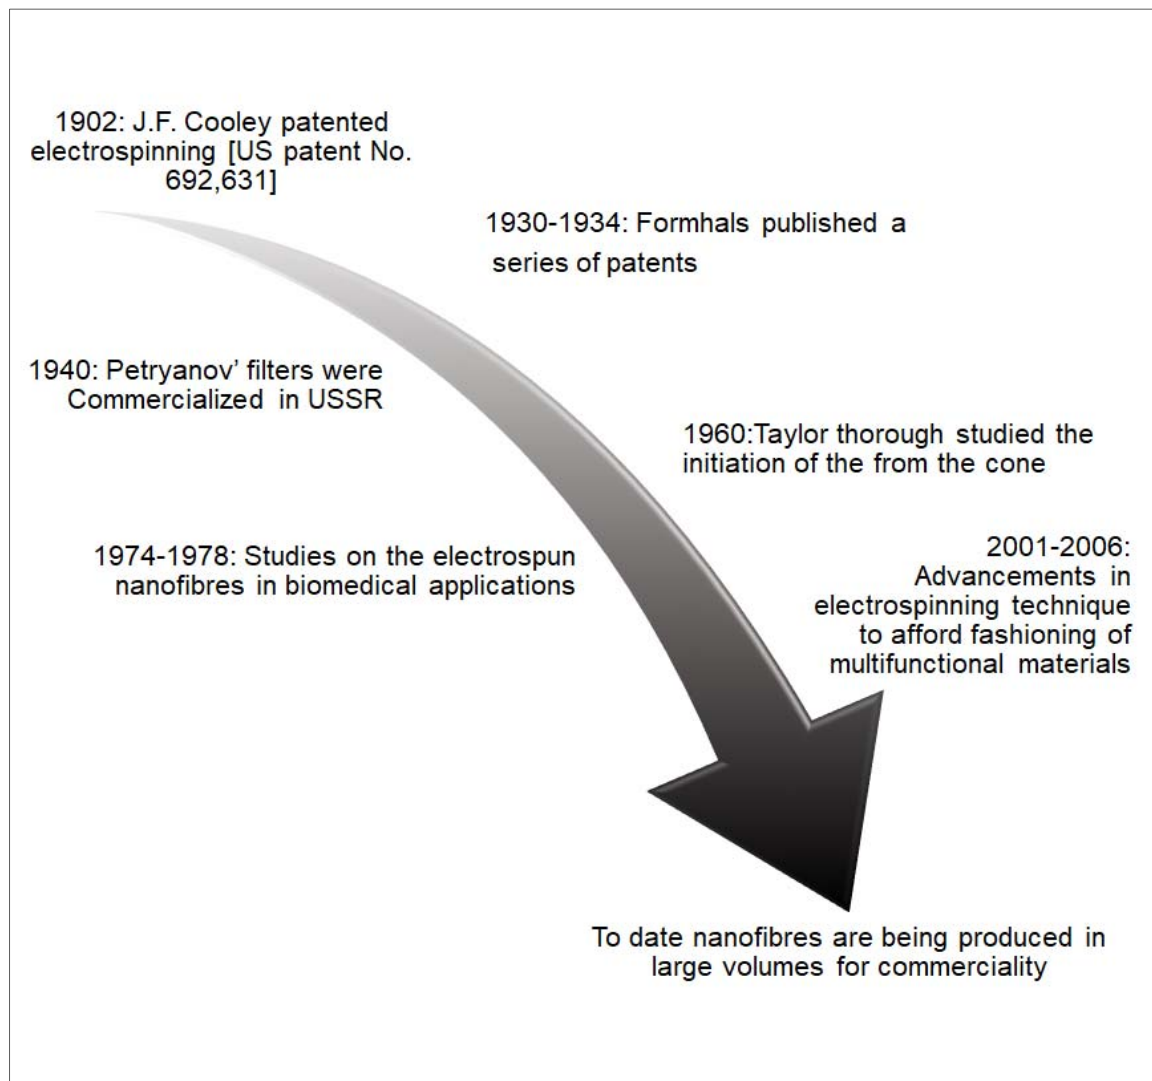 1902: J.F. Cooley patented
electrospinning [US patent No.
692,631]
1930-1934: Formhals published a
series of patents
1940: Petryanov’ filters were
Commercialized in USSR
1960:Taylor thorough studied the
initiation of the from the cone
1974-1978: Studies on the electrospun
nanofibres in biomedical applications
2001-2006:
Advancements in
electrospinning technique
to afford fashioning of
multifunctional materials
To date nanofibres are being produced in
large volumes for commerciality